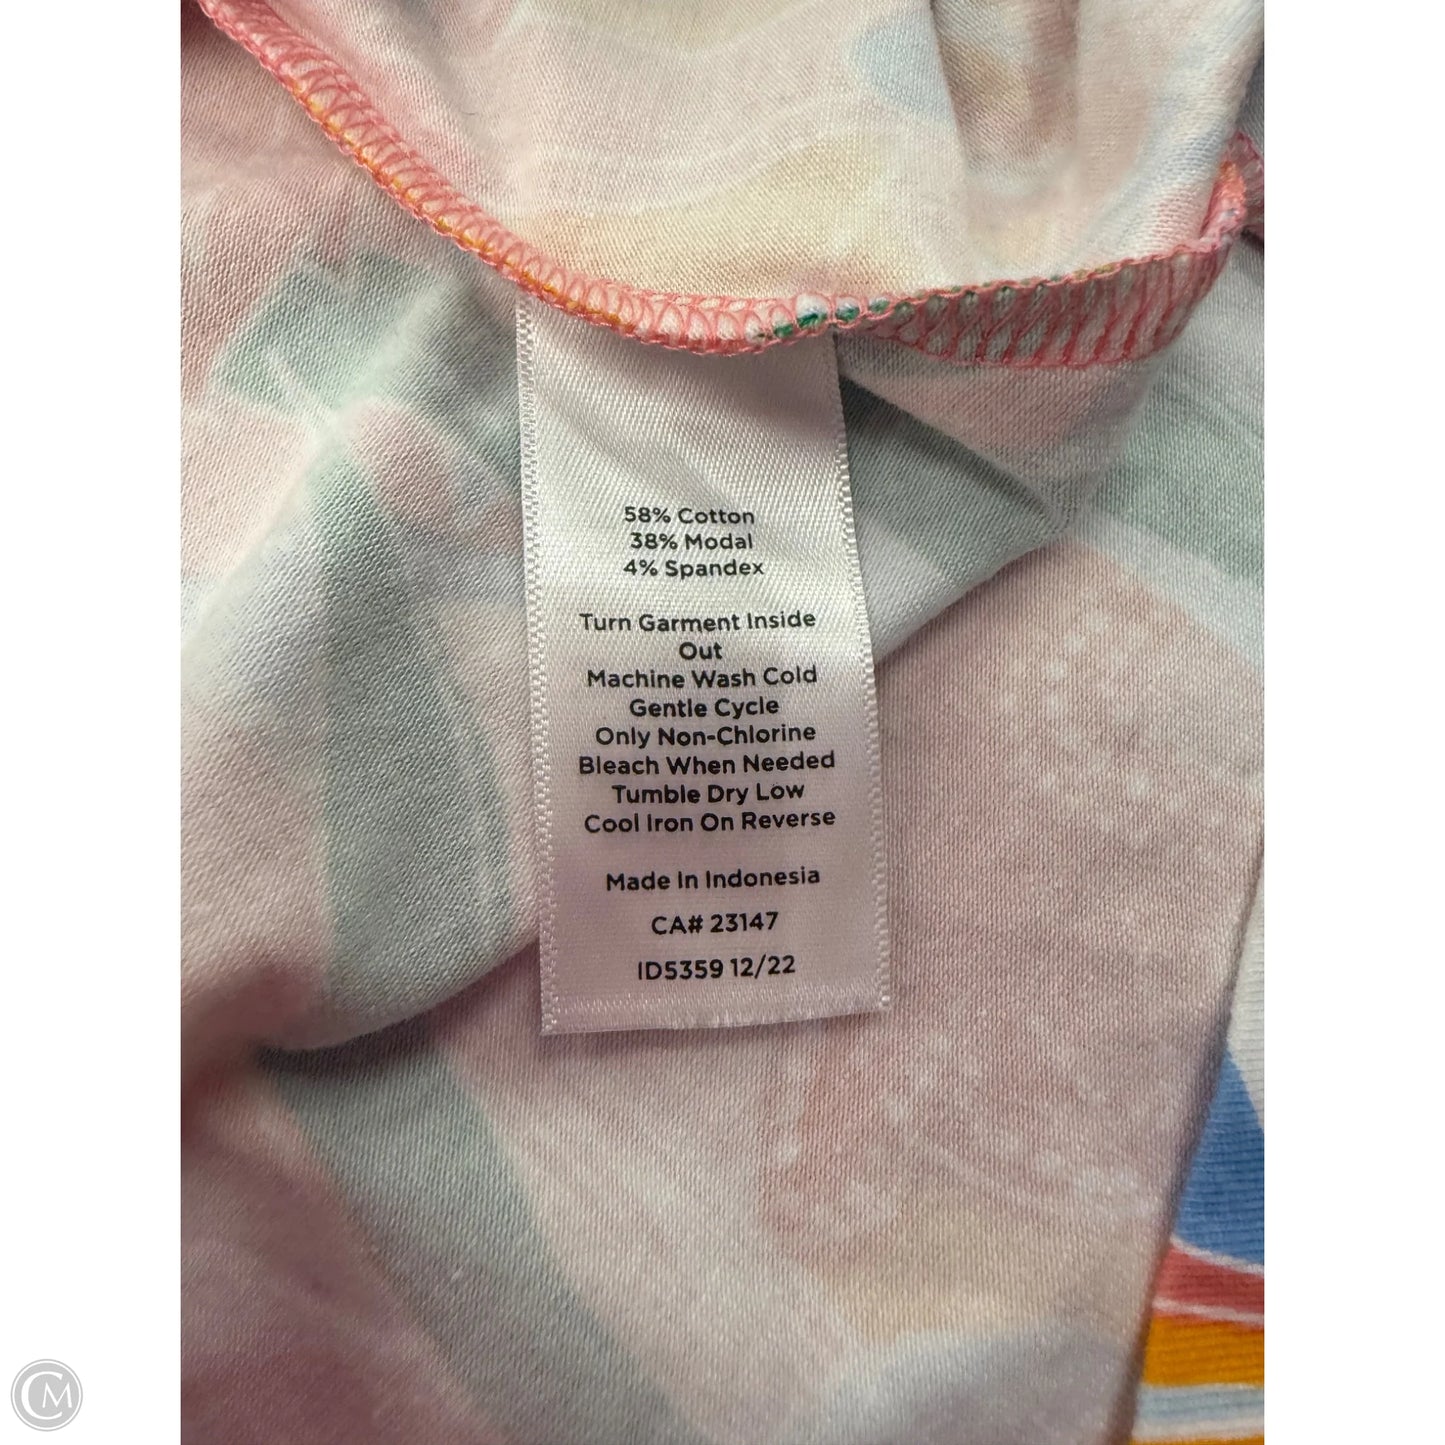 58% Cotton
38% Modal
4% Spandex
Turn Garment Inside
Out
Machine Wash Cold
Gentle Cycle
Only Non-Chlorine
Bleach When Needed
Tumble Dry Low
Cool Iron On Reverse
Made In Indonesia
CA# 23147
ID5359 12/22
CM